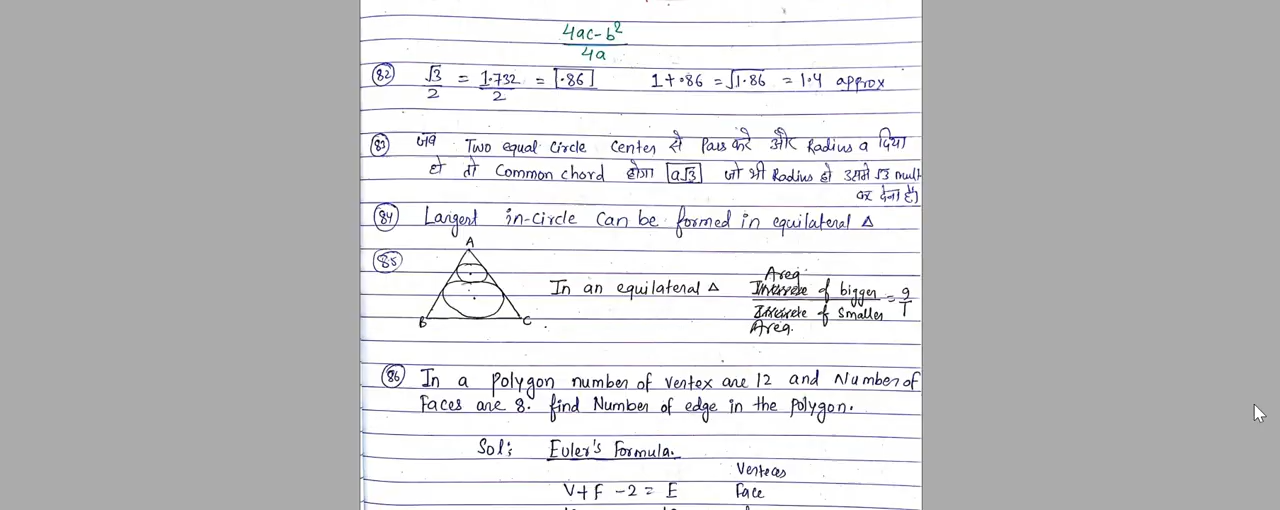 4ac-b²
4a
82 √3/2 = 1.732/2 = .86 1+.86 = √1.86 = 1.4 approx
83 जब Two equal circle center से Pass करे और Radius a दिया
हो तो Common chord होगा a√3 जो भी Radius हो उसमे √3 mult
कर देना है।
84 Largest in-circle can be formed in equilateral Δ
A
85 In an equilateral Δ Area of bigger / Area of smaller = 9/1
B C
86 In a polygon number of vertex are 12 and Number of
Faces are 8. find Number of edge in the polygon.
Sol: Euler's Formula.
Verteces
V+F -2 = E Face